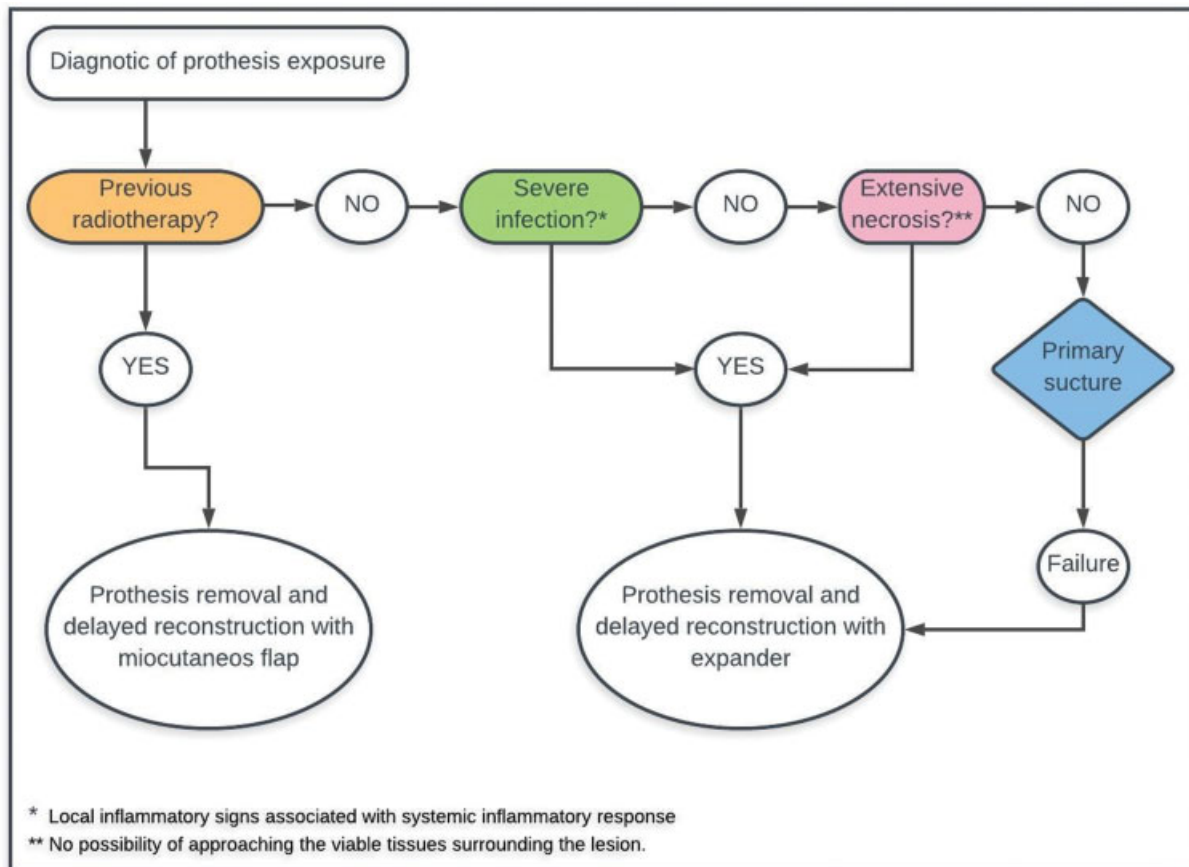 Diagnotic of prothesis exposure
Previous
radiotherapy?
NO
Severe
infection?*
NO
Extensive
necrosis?**
NO
YES
YES
Primary
sucture
Failure
Prothesis removal and
delayed reconstruction with
miocutaneos flap
Prothesis removal and
delayed reconstruction with
expander
* Local inflammatory signs associated with systemic inflammatory response
** No possibility of approaching the viable tissues surrounding the lesion.